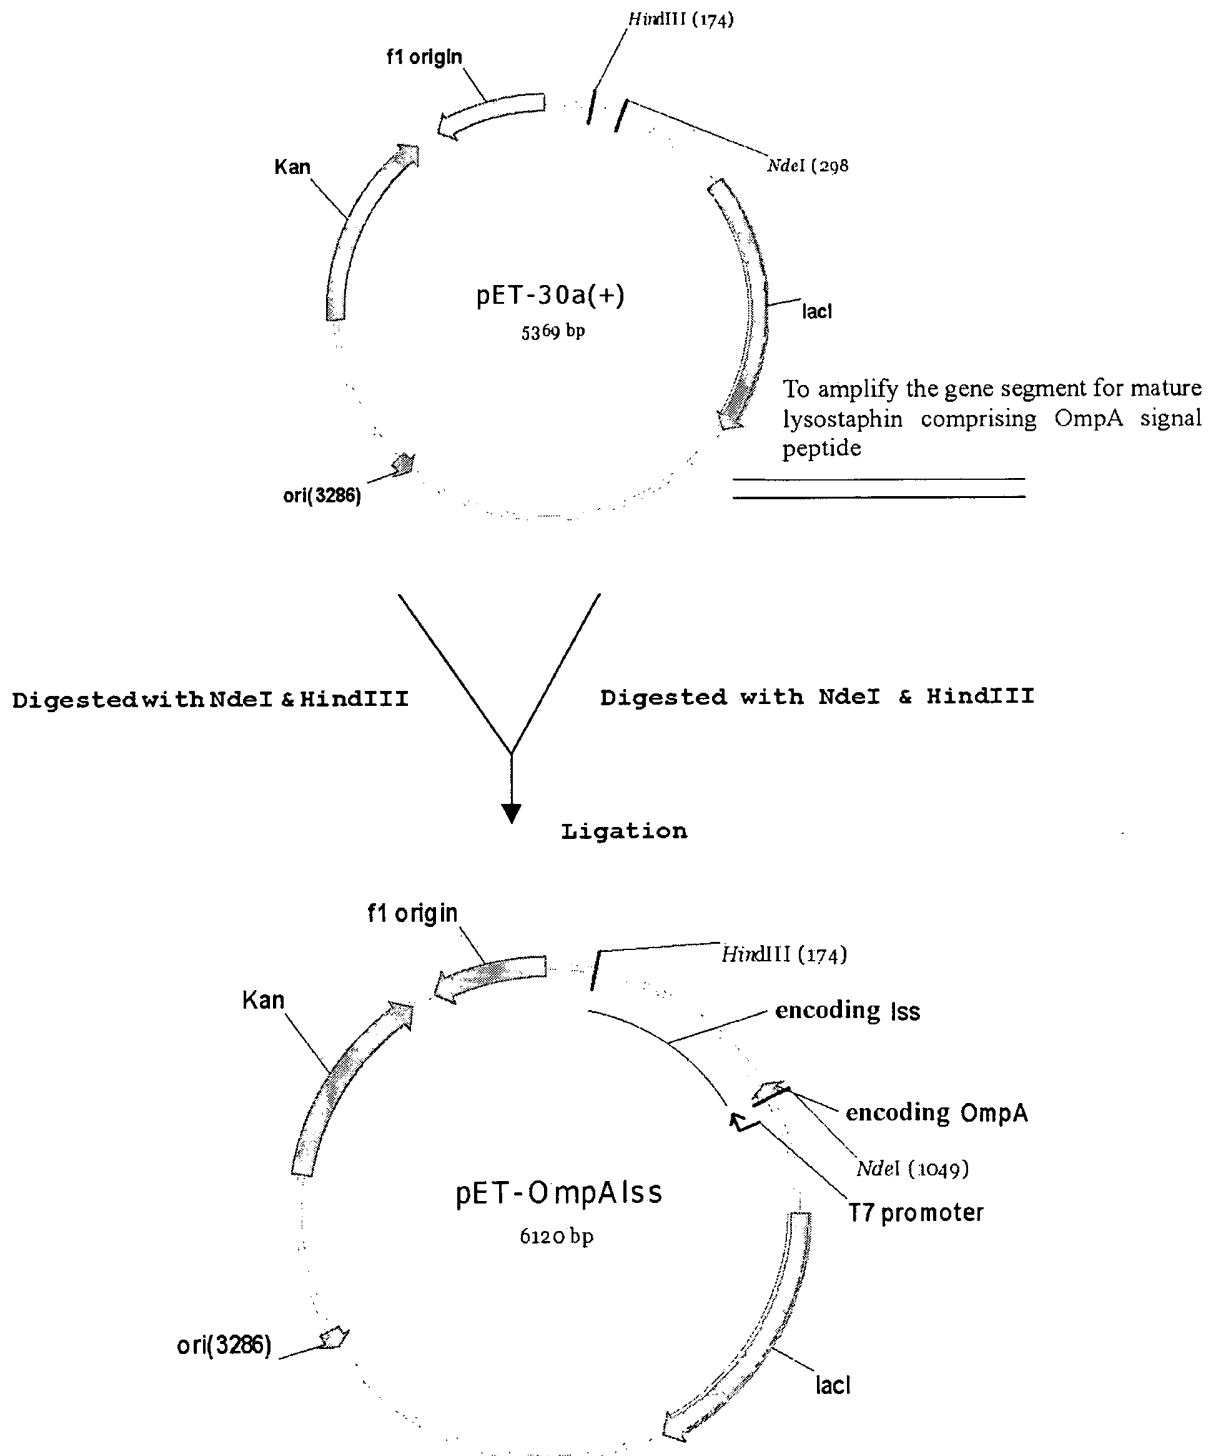 HindIII (174)
f1 origin
Kan
NdeI (298
pET-30a(+)
5369 bp
lacI
To amplify the gene segment for mature
lysostaphin comprising OmpA signal
peptide
ori(3286)
Digested with NdeI & HindIII
Digested with NdeI & HindIII
Ligation
f1 origin
HindIII (174)
Kan
encoding lss
encoding OmpA
NdeI (1049)
T7 promoter
pET-OmpAlss
6120 bp
ori(3286)
lacI